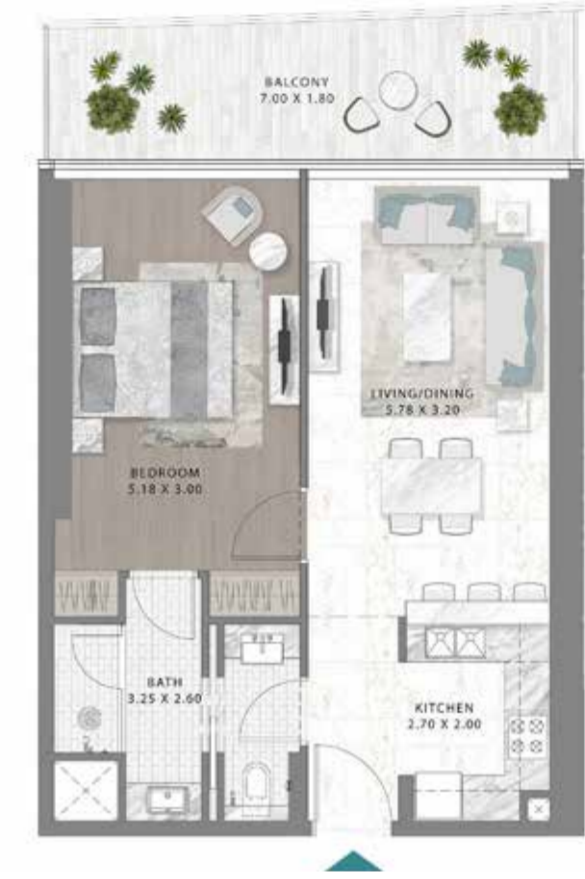 BALCONY
7.00 X 1.80
LIVING/DINING
5.78 X 3.20
BEDROOM
5.18 X 3.00
BATH
3.25 X 2.60
KITCHEN
2.70 X 2.00